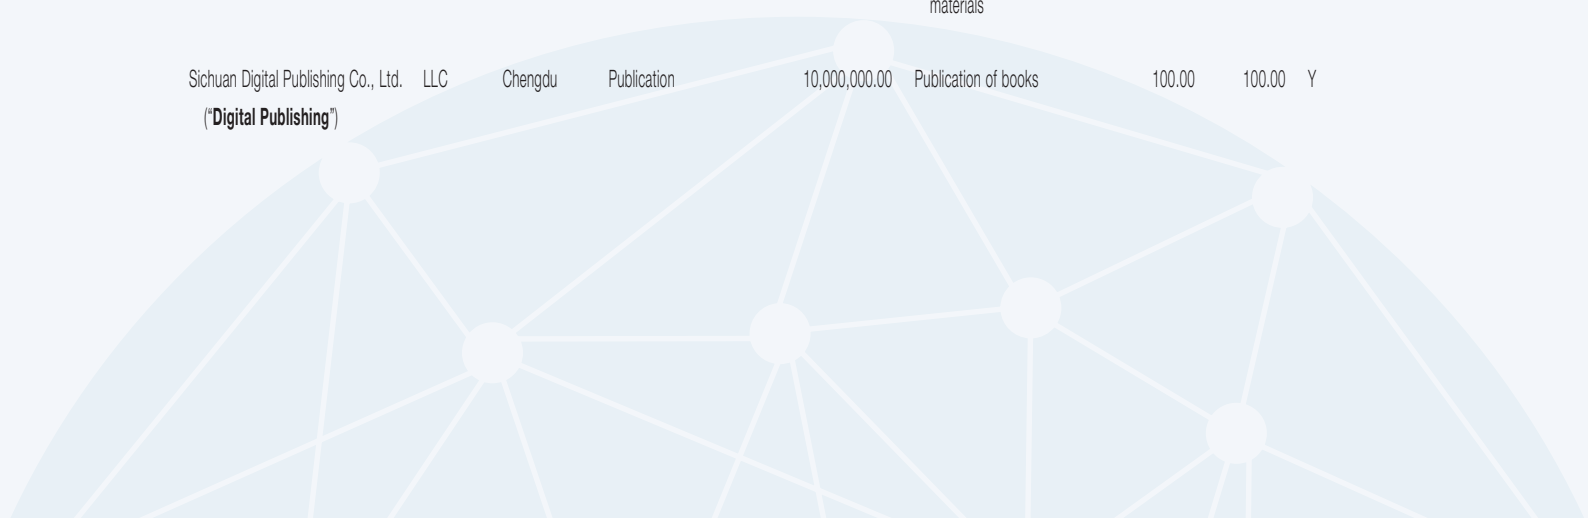 materials
Sichuan Digital Publishing Co., Ltd. LLC Chengdu Publication 10,000,000.00 Publication of books 100.00 100.00 Y
(“Digital Publishing”)